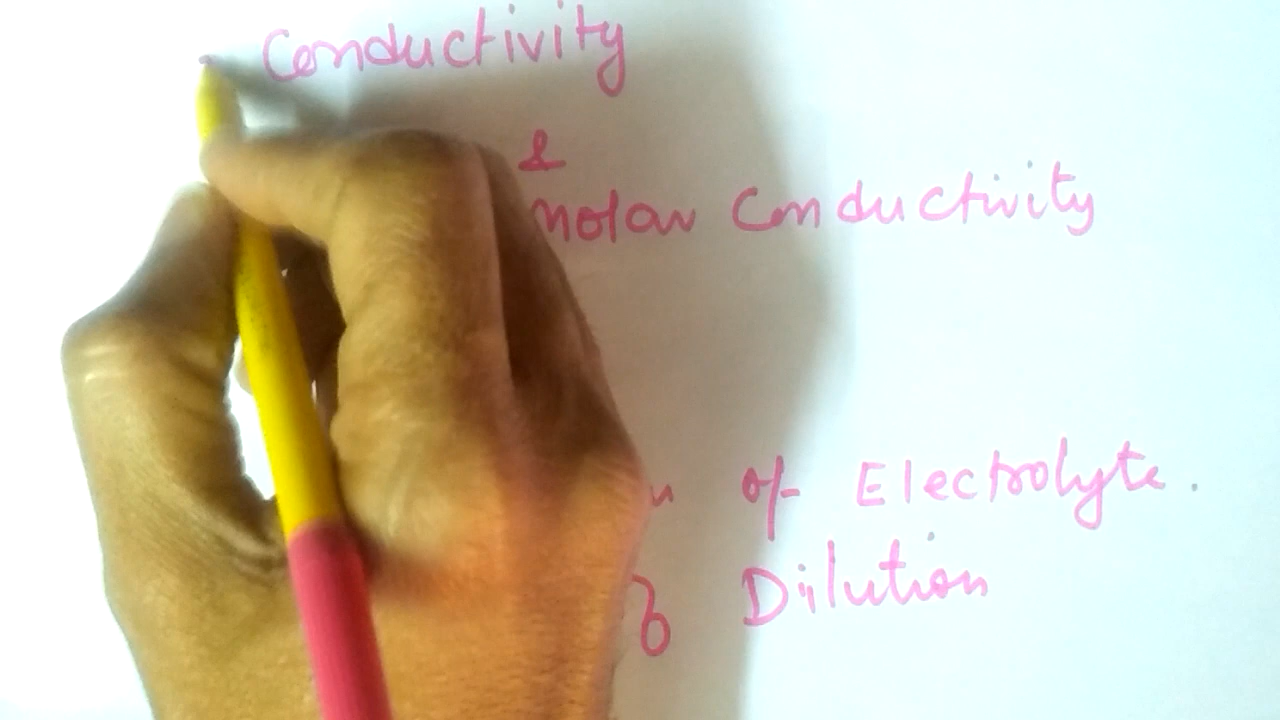 Conductivity
&
molar Conductivity
of Electrolyte.
Dilution